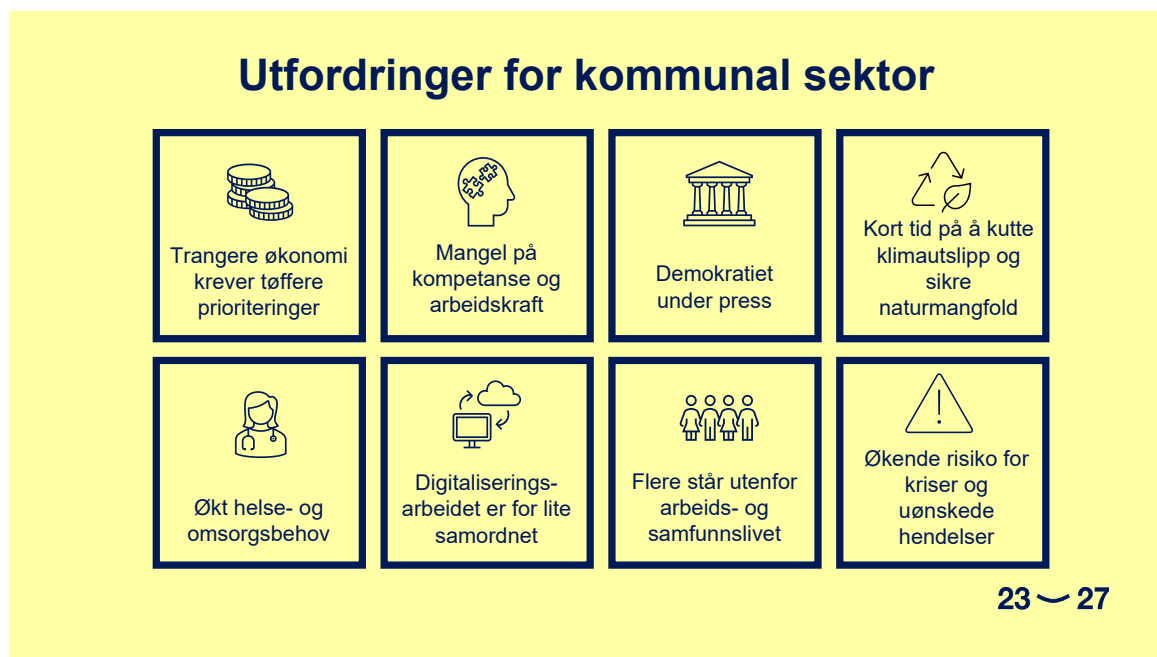 Utfordringer for kommunal sektor
Trangere økonomi
krever tøffere
prioriteringer
Mangel på
kompetanse og
arbeidskraft
Demokratiet
under press
Kort tid på å kutte
klimautslipp og
sikre
naturmangfold
Økt helse- og
omsorgsbehov
Digitaliserings-
arbeidet er for lite
samordnet
Flere står utenfor
arbeids- og
samfunnslivet
Økende risiko for
kriser og
uønskede
hendelser
23 27